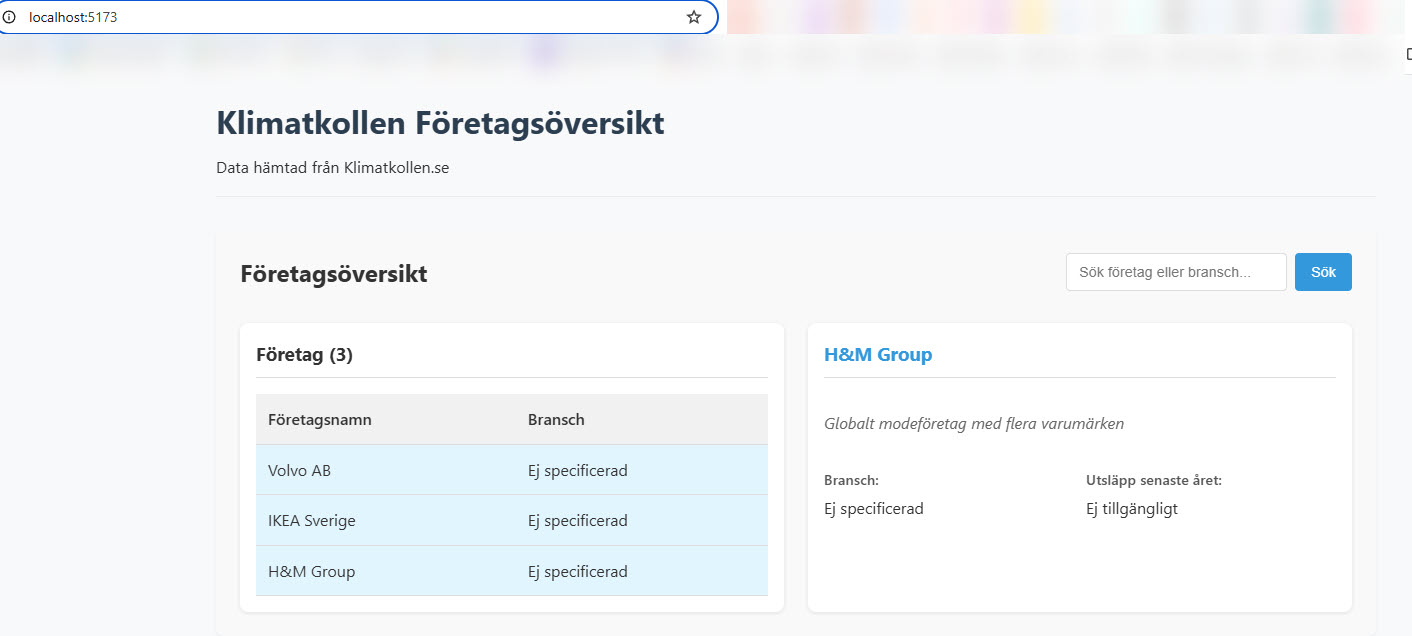 localhost:5173
Klimatkollen Företagsöversikt
Data hämtad från Klimatkollen.se
Företagsöversikt
Sök företag eller bransch...
Sök
Företag (3)
Företagsnamn Bransch
Volvo AB Ej specificerad
IKEA Sverige Ej specificerad
H&M Group Ej specificerad
H&M Group
Globalt modeföretag med flera varumärken
Bransch: Utsläpp senaste året:
Ej specificerad Ej tillgängligt